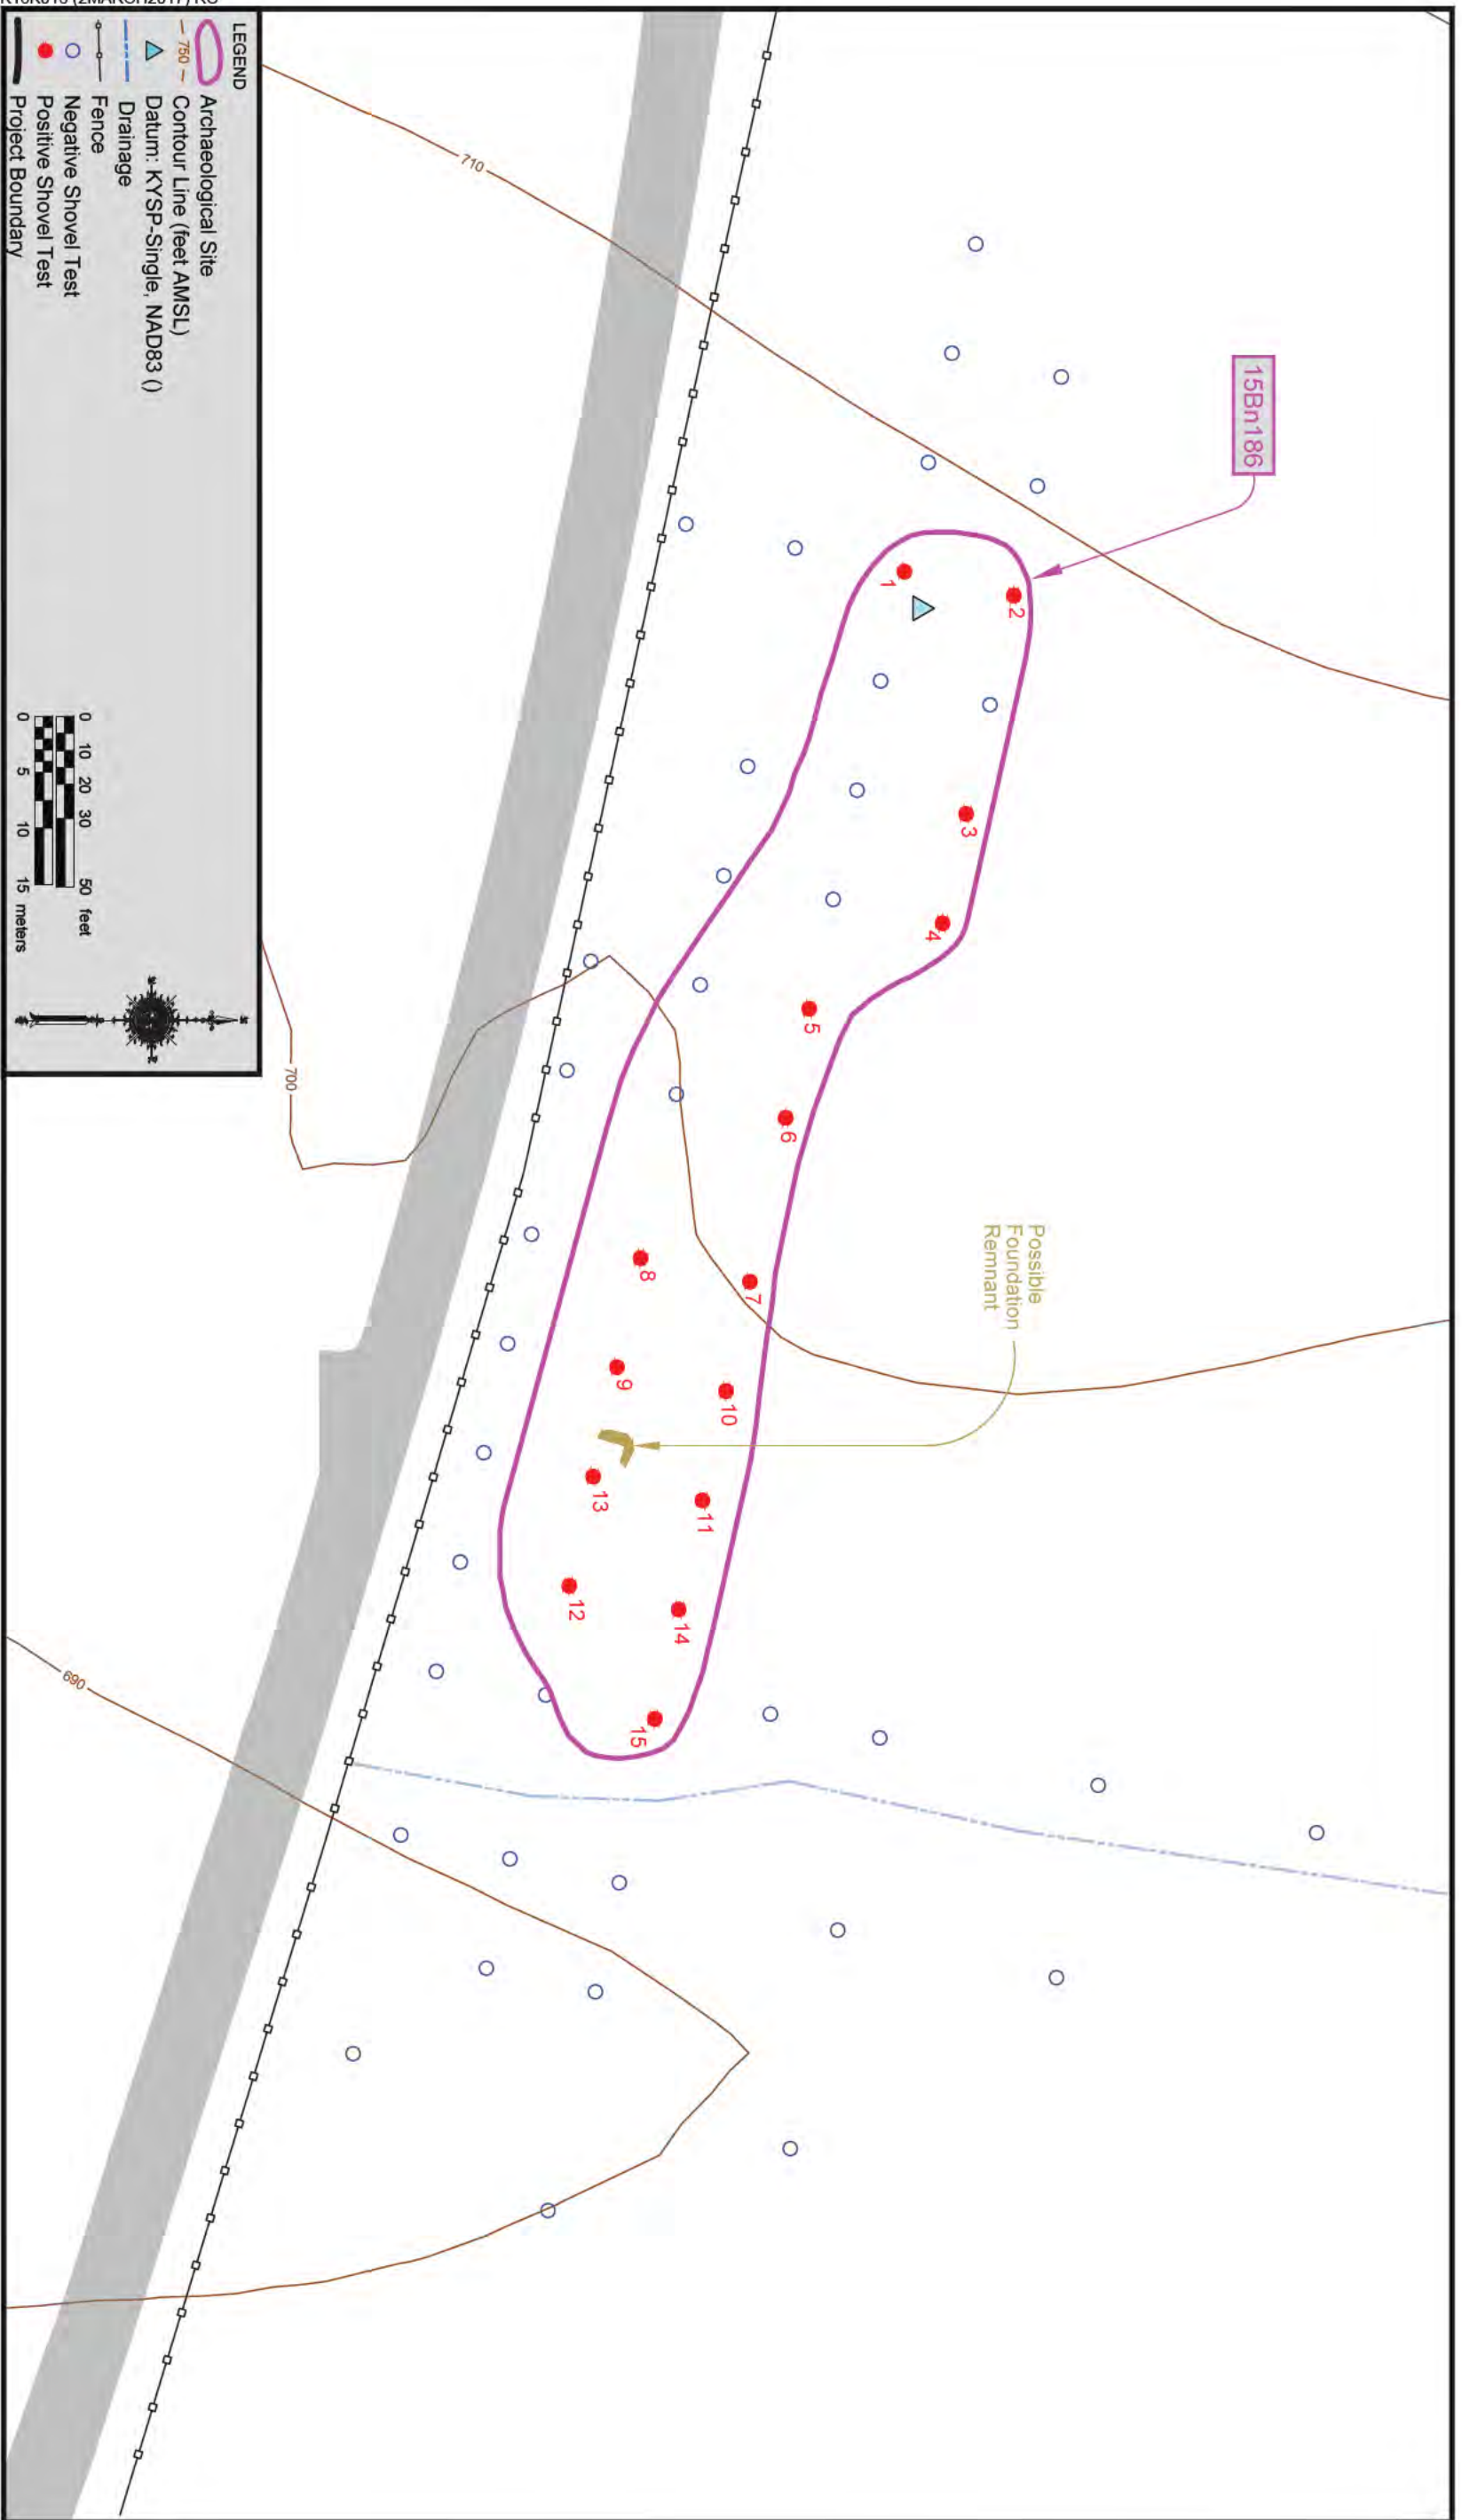 LEGEND
Archaeological Site
750
Contour Line (feet AMSL)
Datum: KYSP-Single, NAD83 ()
Drainage
Fence
Negative Shovel Test
Positive Shovel Test
Project Boundary
0 10 20 30 50 feet
0 5 10 15 meters
15Bn186
Possible
Foundation
Remnant
710
700
690
1
2
3
4
5
6
7
8
9
10
11
12
13
14
15